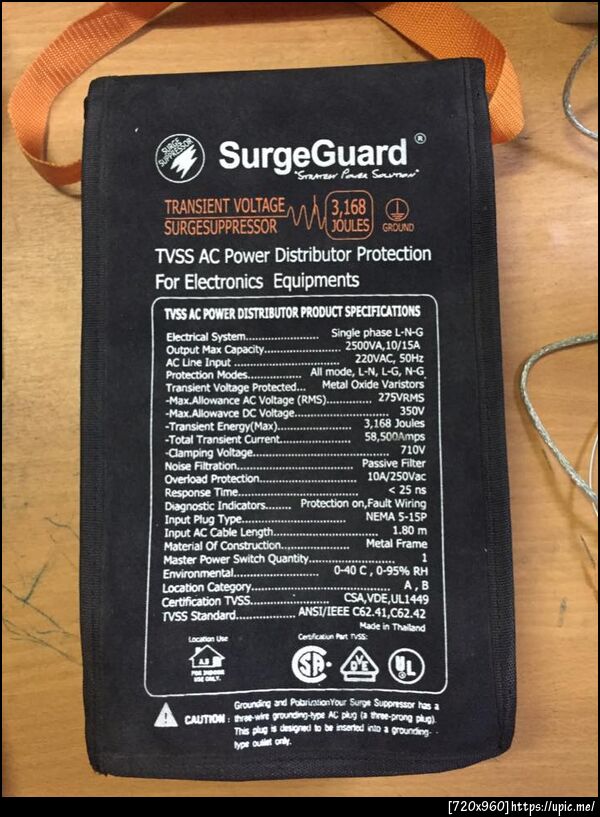 SURGE
SUPPRESSOR
SurgeGuard®
"STRATEGY POWER SOLUTION"
TRANSIENT VOLTAGE
SURGESUPPRESSOR
3,168
JOULES
GROUND
TVSS AC Power Distributor Protection
For Electronics Equipments
TVSS AC POWER DISTRIBUTOR PRODUCT SPECIFICATIONS
Electrical System........................ Single phase L-N-G
Output Max Capacity........................ 2500VA,10/15A
AC Line Input ........................ 220VAC, 50Hz
Protection Modes................ All mode, L-N, L-G, N-G
Transient Voltage Protected... Metal Oxide Varistors
-Max.Allowance AC Voltage (RMS)............. 275VRMS
-Max.Allowavce DC Voltage........................ 350V
-Transient Energy(Max)........................ 3,168 Joules
-Total Transient Current........................ 58,500Amps
-Clamping Voltage........................ 710V
Noise Filtration........................ Passive Filter
Overload Protection........................ 10A/250Vac
Response Time........................ < 25 ns
Diagnostic Indicators........ Protection on,Fault Wiring
Input Plug Type........................ NEMA 5-15P
Input AC Cable Length........................ 1.80 m
Material Of Construction.................. Metal Frame
Master Power Switch Quantity........................ 1
Environmental........................ 0-40 C , 0-95% RH
Location Category........................ A , B
Certification TVSS........................ CSA,VDE,UL1449
TVSS Standard.................. ANSI/IEEE C62.41,C62.42
Made in Thailand
Location Use
A,B
FOR INDOOR
USE ONLY.
Certification Part TVSS:
SA
VDE
UL
CAUTION :
Grounding and PolarizationYour Surge Suppressor has a
three-wire grounding-type AC plug (a three-prong plug).
This plug is designed to be inserted into a grounding-
type outlet only.
[720x960]https://upic.me/